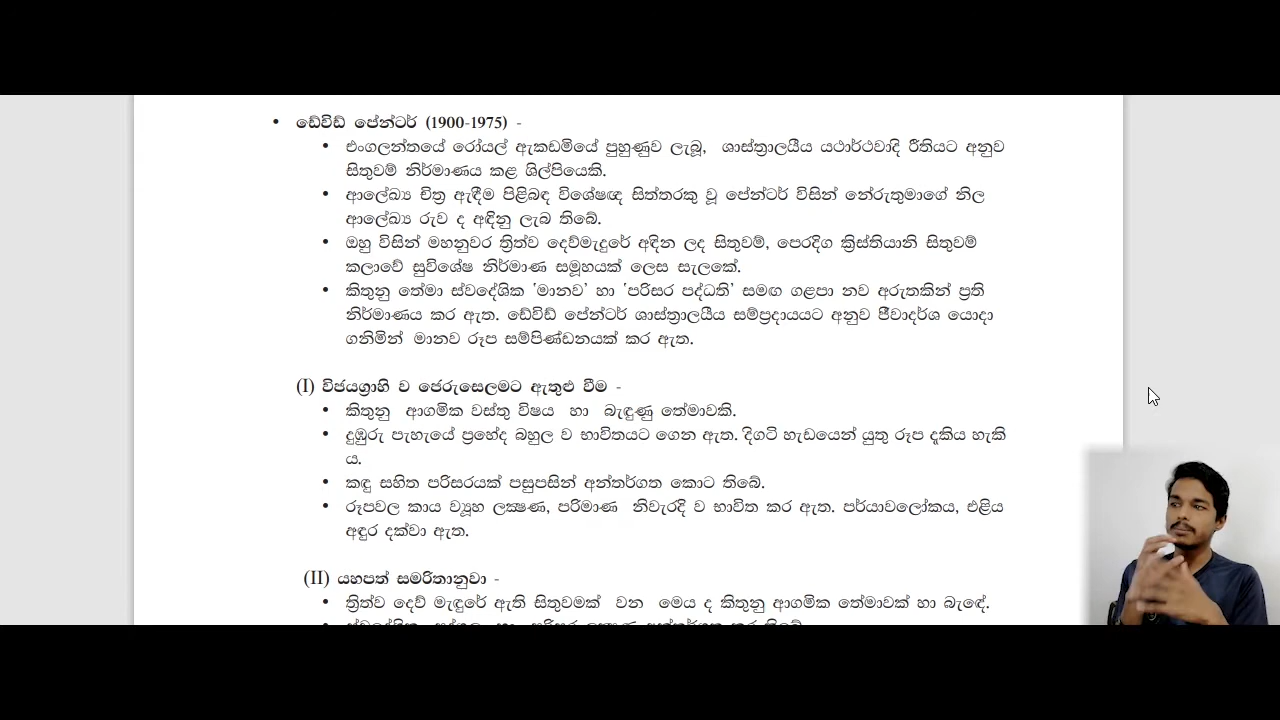 • ඩේවිඩ් පේන්ටර් (1900-1975) -
• එංගලන්තයේ රෝයල් ඇකඩමියේ පුහුණුව ලැබූ, ශාස්ත්‍රාලයීය යථාර්ථවාදි රීතියට අනුව
සිතුවම් නිර්මාණය කළ ශිල්පියෙකි.
• ආලේඛ්‍ය චිත්‍ර ඇඳීම පිළිබඳ විශේෂඥ සිත්තරකු වූ පේන්ටර් විසින් නේරුතුමාගේ නිල
ආලේඛ්‍ය රුව ද අඳිනු ලැබ තිබේ.
• ඔහු විසින් මහනුවර ත්‍රිත්ව දෙව්මැදුරේ අඳින ලද සිතුවම්, පෙරදිග ක්‍රිස්තියානි සිතුවම්
කලාවේ සුවිශේෂ නිර්මාණ සමූහයක් ලෙස සැලකේ.
• කිතුනු තේමා ස්වදේශික 'මානව' හා 'පරිසර පද්ධති' සමඟ ගළපා නව අරුතකින් ප්‍රති
නිර්මාණය කර ඇත. ඩේවිඩ් පේන්ටර් ශාස්ත්‍රාලයීය සම්ප්‍රදායයට අනුව ජීවාදර්ශ යොදා
ගනිමින් මානව රූප සම්පිණ්ඩනයක් කර ඇත.
(I) විජයග්‍රාහි ව ජෙරුසෙලමට ඇතුළු වීම -
• කිතුනු ආගමික වස්තු විෂය හා බැඳුණු තේමාවකි.
• දුඹුරු පැහැයේ ප්‍රභේද බහුල ව භාවිතයට ගෙන ඇත. දිගටි හැඩයෙන් යුතු රූප දැකිය හැකි
ය.
• කඳු සහිත පරිසරයක් පසුපසින් අන්තර්ගත කොට තිබේ.
• රූපවල කාය ව්‍යූහ ලක්‍ෂණ, පරිමාණ නිවැරදි ව භාවිත කර ඇත. පර්යාවලෝකය, එළිය
අඳුර දක්වා ඇත.
(II) යහපත් සමරිතානුවා -
• ත්‍රිත්ව දෙව් මැඳුරේ ඇති සිතුවමක් වන මෙය ද කිතුනු ආගමික තේමාවක් හා බැඳේ.